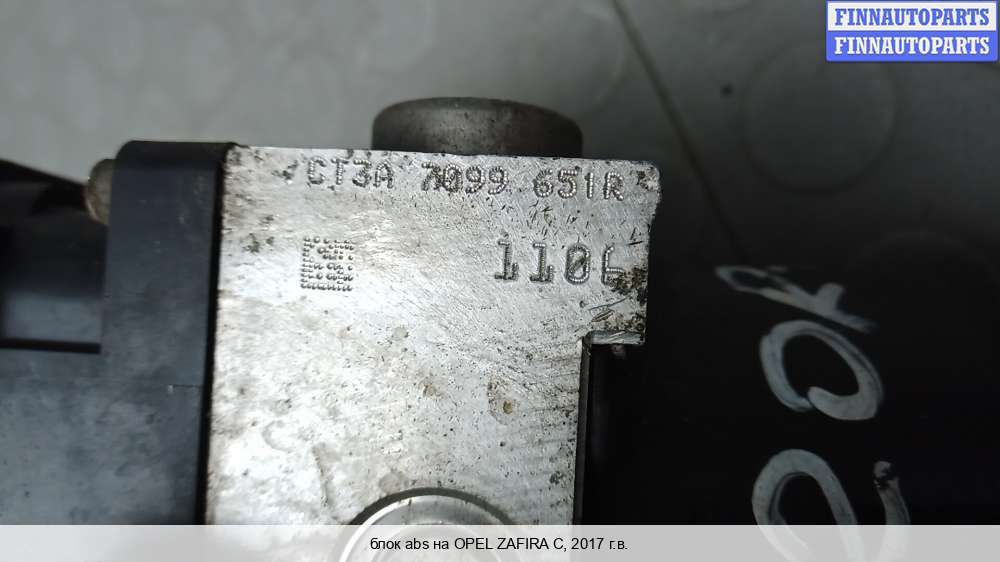 FINNAUTOPARTS
FINNAUTOPARTS
CT3A 7099 651R
1106
блок abs на OPEL ZAFIRA C, 2017 г.в.